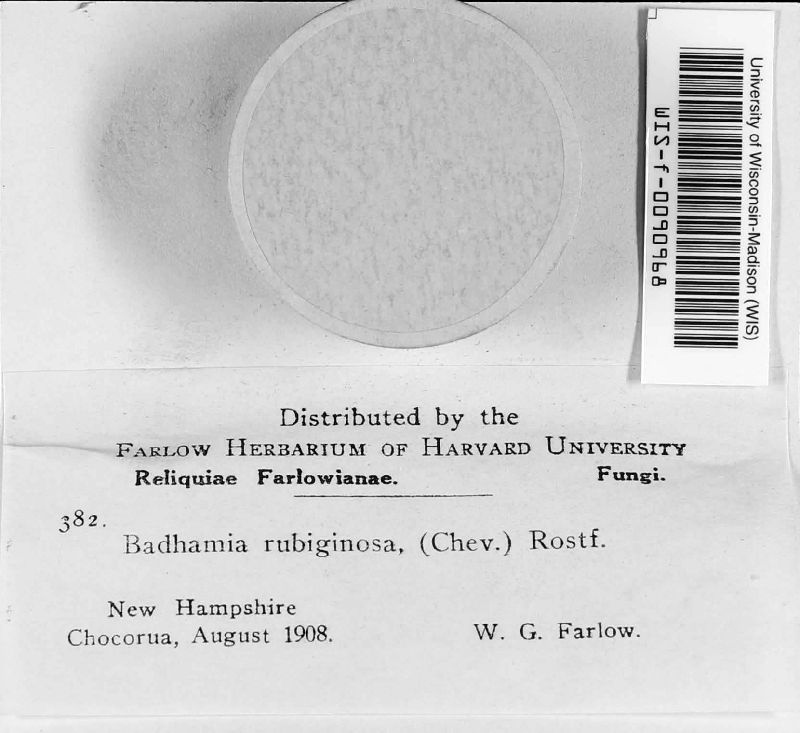 University of Wisconsin-Madison (WIS)
WIS-f-0090968
Distributed by the
FARLOW HERBARIUM OF HARVARD UNIVERSITY
Reliquiae Farlowianae. Fungi.
382.
Badhamia rubiginosa, (Chev.) Rostf.
New Hampshire
Chocorua, August 1908. W. G. Farlow.